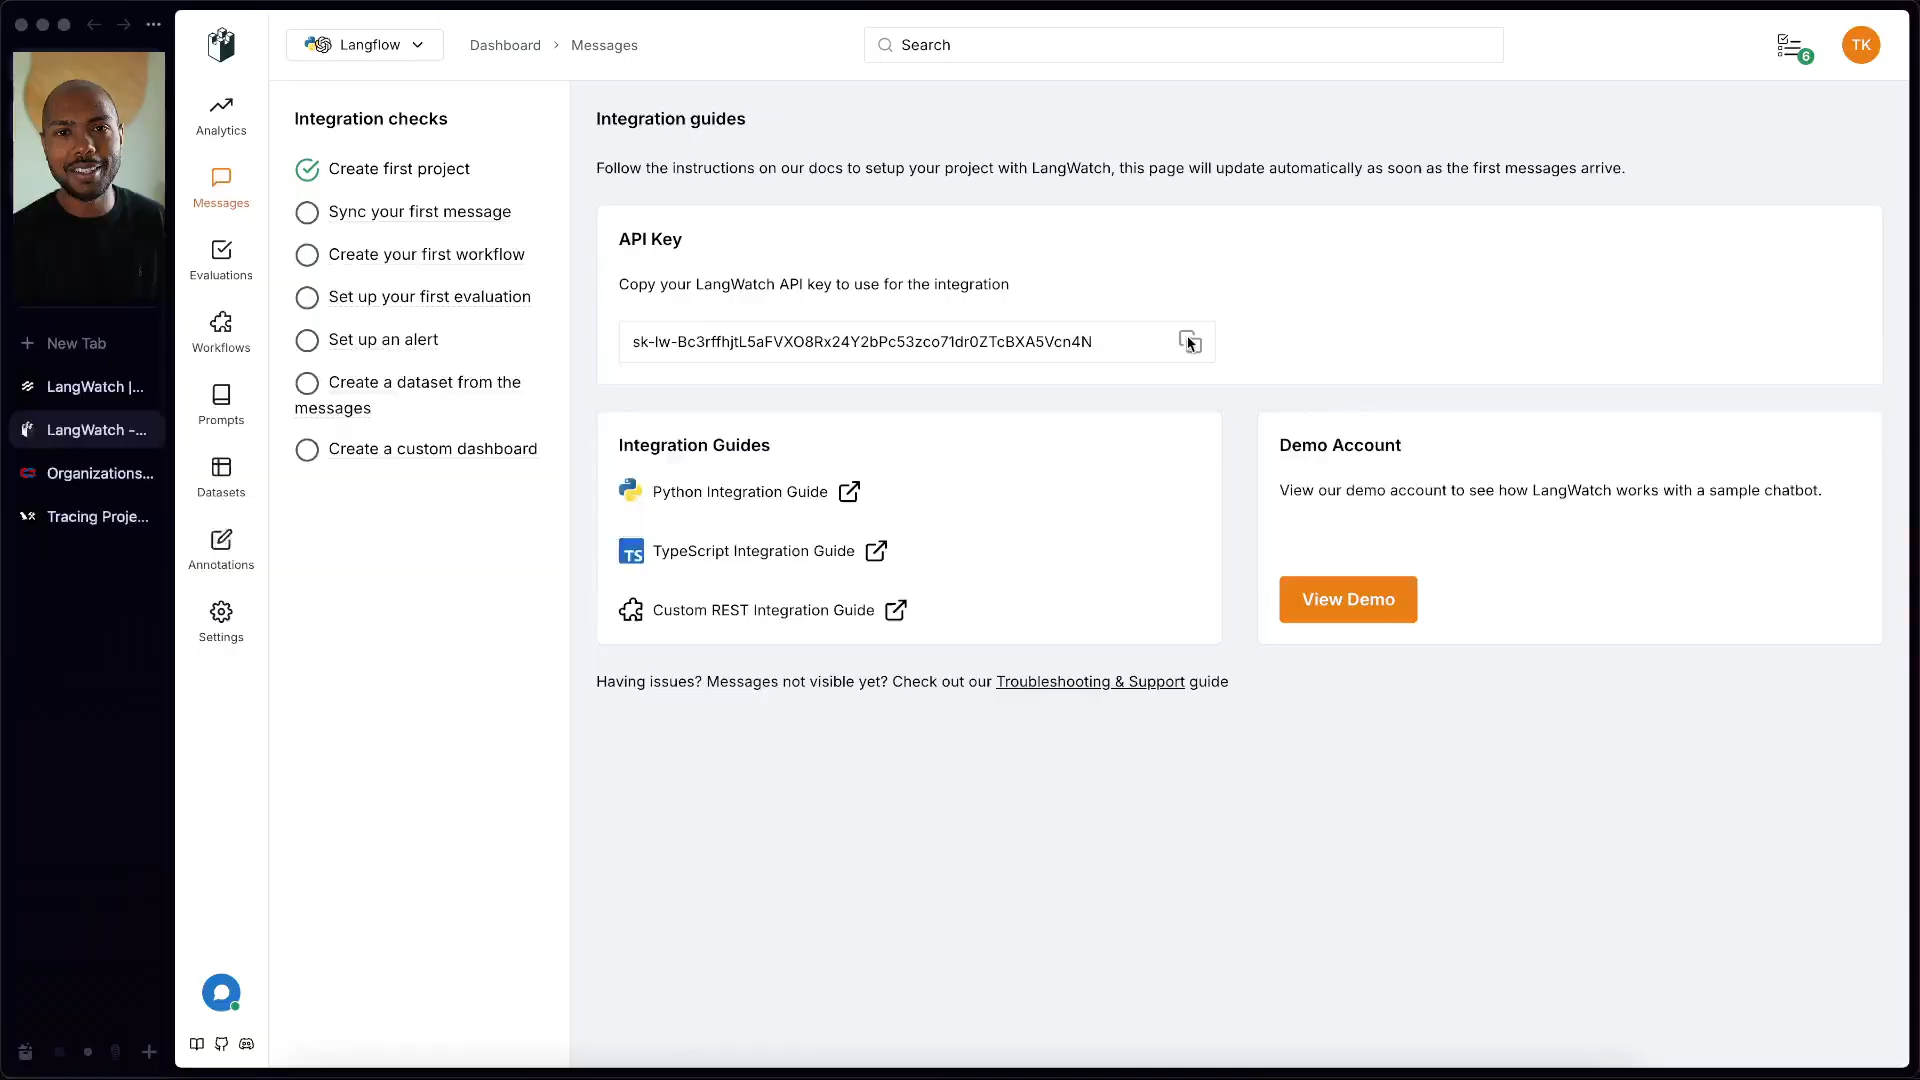 New Tab
LangWatch |...
LangWatch -...
Organizations...
Tracing Proje...
Analytics
Messages
Evaluations
Workflows
Prompts
Datasets
Annotations
Settings
Langflow
Dashboard > Messages
Search
6
TK
Integration checks
Create first project
Sync your first message
Create your first workflow
Set up your first evaluation
Set up an alert
Create a dataset from the
messages
Create a custom dashboard
Integration guides
Follow the instructions on our docs to setup your project with LangWatch, this page will update automatically as soon as the first messages arrive.
API Key
Copy your LangWatch API key to use for the integration
sk-lw-Bc3rffhjtL5aFVXO8Rx24Y2bPc53zco71dr0ZTcBXA5Vcn4N
Integration Guides
Python Integration Guide
TS TypeScript Integration Guide
Custom REST Integration Guide
Demo Account
View our demo account to see how LangWatch works with a sample chatbot.
View Demo
Having issues? Messages not visible yet? Check out our Troubleshooting & Support guide